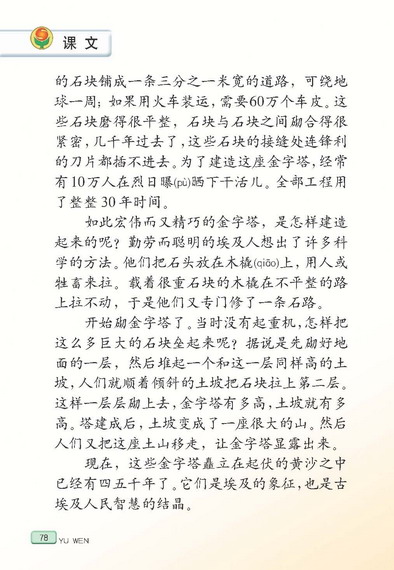 课文
的石块铺成一条三分之一米宽的道路，可绕地
球一周；如果用火车装运，需要60万个车皮。这
些石块磨得很平整，石块与石块之间砌合得很
紧密，几千年过去了，这些石块的接缝处连锋利
的刀片都插不进去。为了建造这座金字塔，经常
有10万人在烈日曝(pù)晒下干活儿。全部工程用
了整整30年时间。
如此宏伟而又精巧的金字塔，是怎样建造
起来的呢？勤劳而聪明的埃及人想出了许多科
学的方法。他们把石头放在木橇(qiāo)上，用人或
牲畜来拉。载着很重石块的木橇在不平整的路
上拉不动，于是他们又专门修了一条石路。
开始砌金字塔了。当时没有起重机，怎样把
这么多巨大的石块垒起来呢？据说是先砌好地
面的一层，然后堆起一个和这一层同样高的土
坡，人们就顺着倾斜的土坡把石块拉上第二层。
这样一层层砌上去，金字塔有多高，土坡就有多
高。塔建成后，土坡变成了一座很大的山。然后
人们又把这座土山移走，让金字塔显露出来。
现在，这些金字塔矗立在起伏的黄沙之中
已经有四五千年了。它们是埃及的象征，也是古
埃及人民智慧的结晶。
78 YU WEN